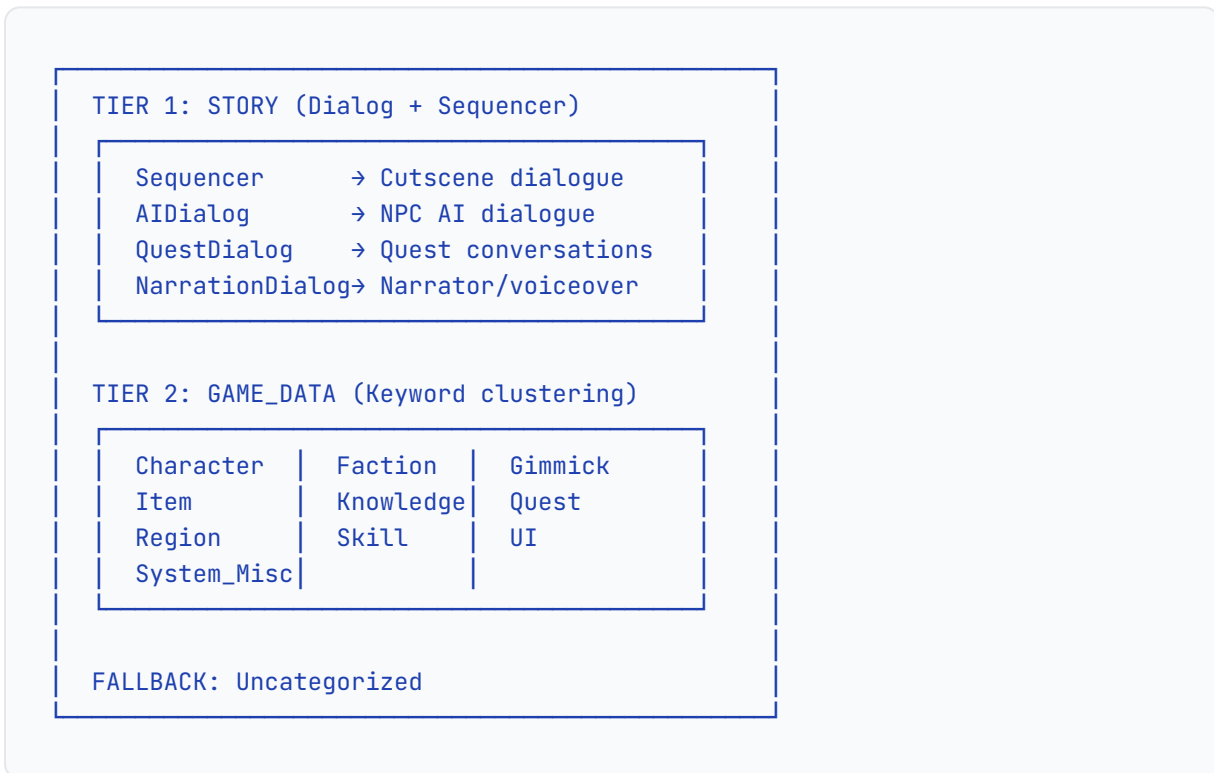 TIER 1: STORY (Dialog + Sequencer)
Sequencer → Cutscene dialogue
AIDialog → NPC AI dialogue
QuestDialog → Quest conversations
NarrationDialog→ Narrator/voiceover
TIER 2: GAME_DATA (Keyword clustering)
Character │ Faction │ Gimmick
Item │ Knowledge│ Quest
Region │ Skill │ UI
System_Misc│ │
FALLBACK: Uncategorized